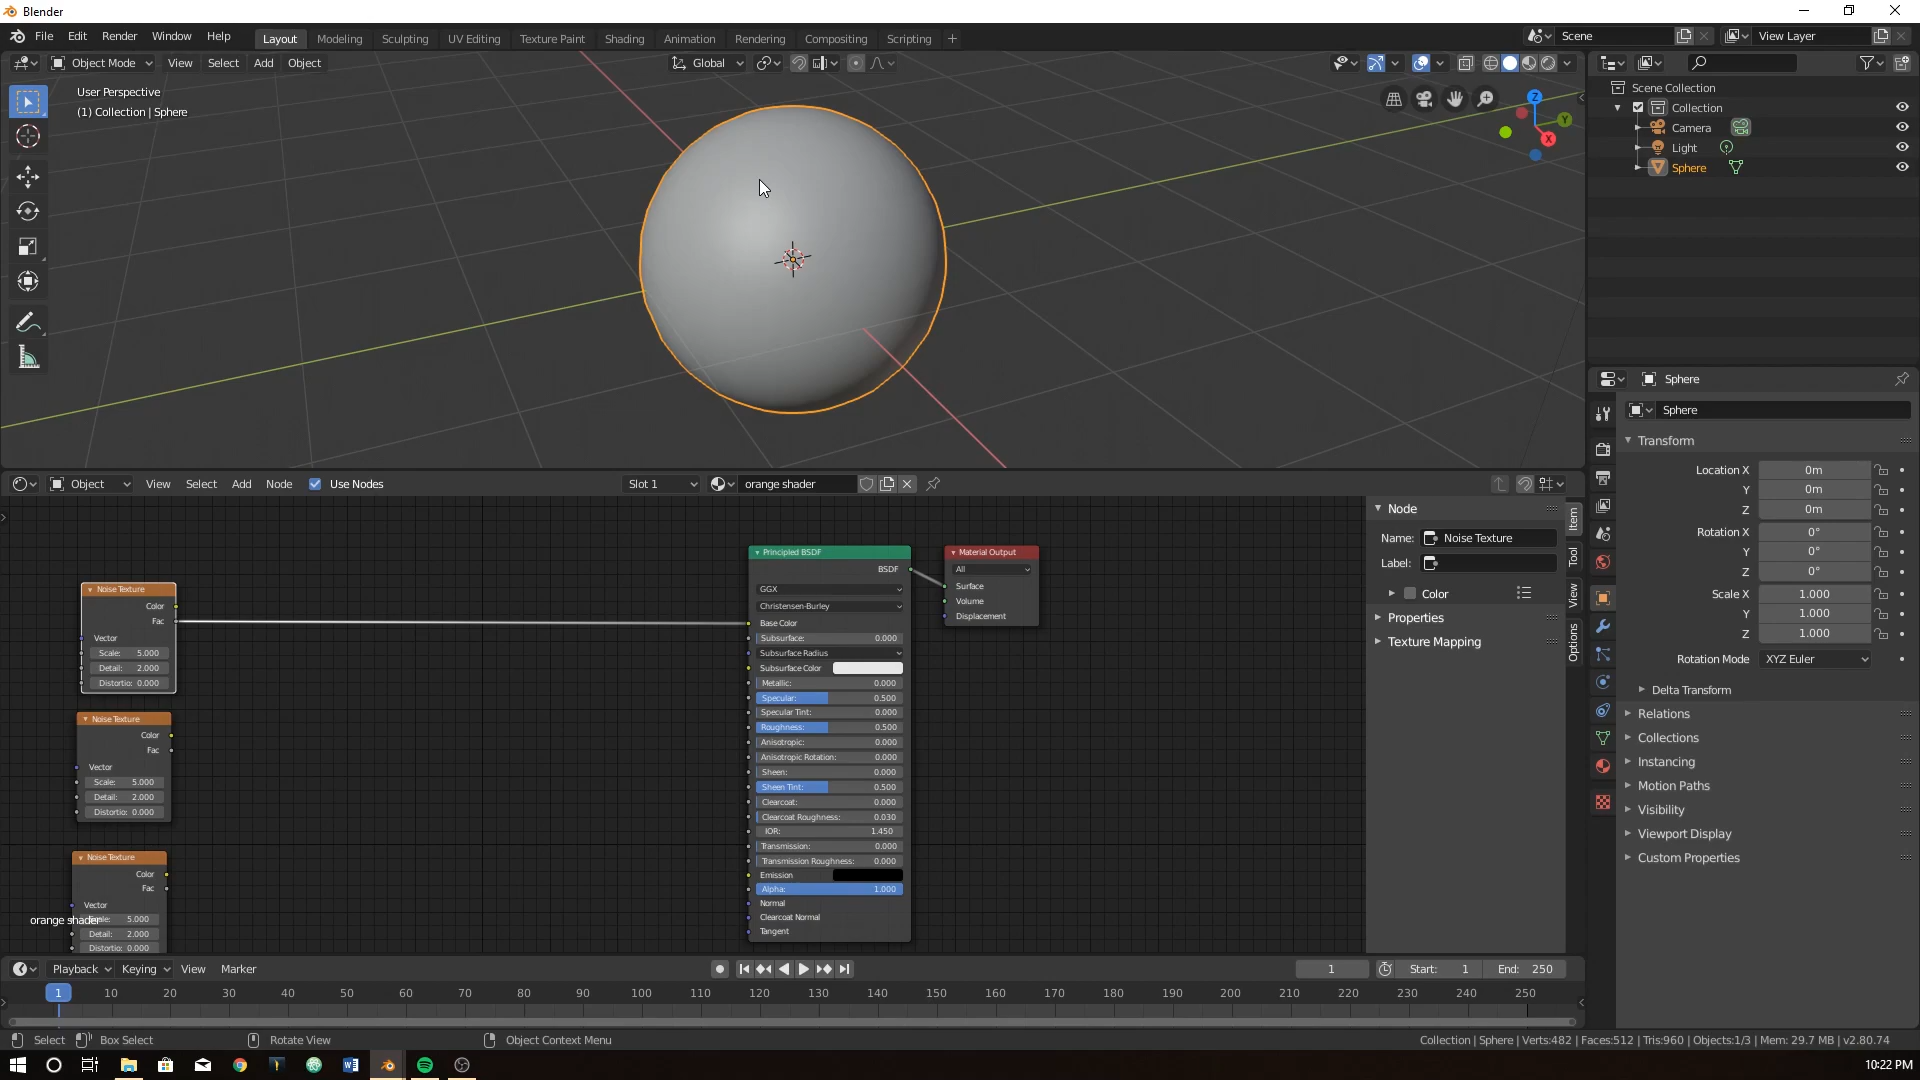 Blender
File Edit Render Window Help
Layout Modeling Sculpting UV Editing Texture Paint Shading Animation Rendering Compositing Scripting +
Scene
View Layer
Object Mode View Select Add Object
Global
User Perspective
(1) Collection | Sphere
Z
Y
X
Scene Collection
Collection
Camera
Light
Sphere
Sphere
Sphere
Transform
Location X 0m
Y 0m
Z 0m
Rotation X 0°
Y 0°
Z 0°
Scale X 1.000
Y 1.000
Z 1.000
Rotation Mode XYZ Euler
Delta Transform
Relations
Collections
Instancing
Motion Paths
Visibility
Viewport Display
Custom Properties
Object View Select Add Node Use Nodes
Slot 1
orange shader
Noise Texture
Color
Fac
Vector
Scale: 5.000
Detail: 2.000
Distortio: 0.000
Noise Texture
Color
Fac
Vector
Scale: 5.000
Detail: 2.000
Distortio: 0.000
Noise Texture
Color
Fac
Vector
5.000
Detail: 2.000
Distortio: 0.000
orange shader
Principled BSDF
BSDF
GGX
Christensen-Burley
Base Color
Subsurface: 0.000
Subsurface Radius
Subsurface Color
Metallic: 0.000
Specular: 0.500
Specular Tint: 0.000
Roughness: 0.500
Anisotropic: 0.000
Anisotropic Rotation: 0.000
Sheen: 0.000
Sheen Tint: 0.500
Clearcoat: 0.000
Clearcoat Roughness: 0.030
IOR: 1.450
Transmission: 0.000
Transmission Roughness: 0.000
Emission
Alpha: 1.000
Normal
Clearcoat Normal
Tangent
Material Output
All
Surface
Volume
Displacement
Node
Name: Noise Texture
Label:
Color
Properties
Texture Mapping
Item
Tool
View
Options
Playback Keying View Marker
1
Start: 1
End: 250
1 10 20 30 40 50 60 70 80 90 100 110 120 130 140 150 160 170 180 190 200 210 220 230 240 250
Select Box Select Rotate View Object Context Menu
Collection | Sphere | Verts:482 | Faces:512 | Tris:960 | Objects:1/3 | Mem: 29.7 MB | v2.80.74
10:22 PM